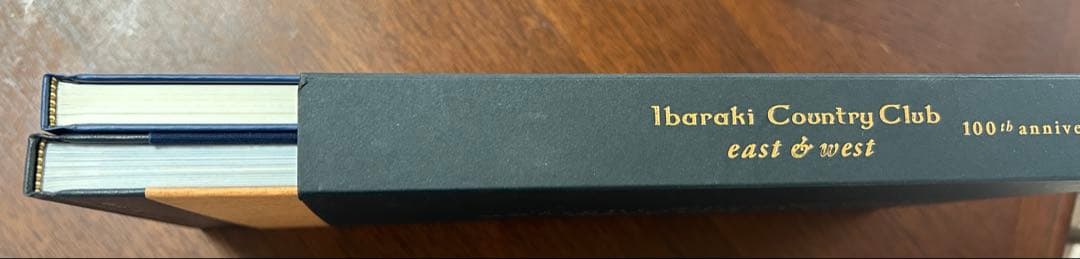 Ibaraki Country Club
east & west
100th annive